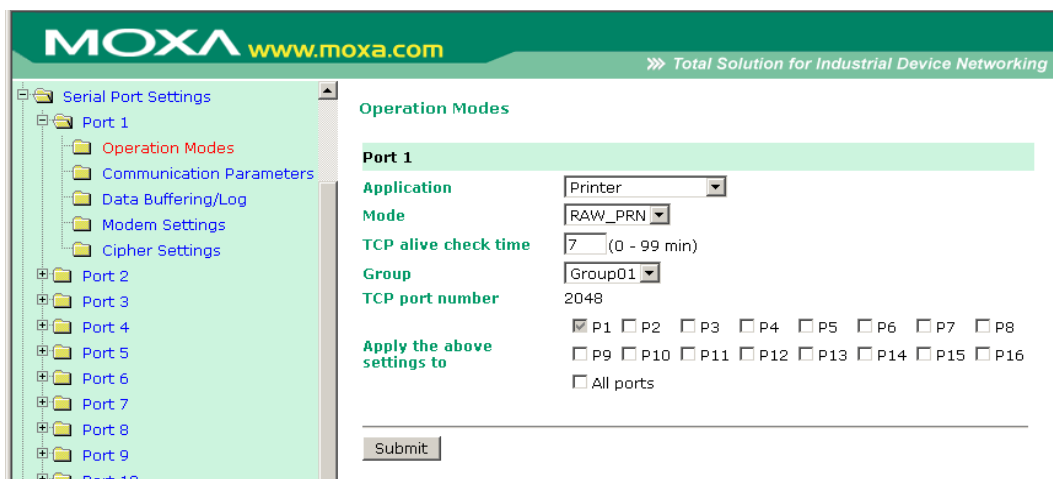 MOXA www.moxa.com
Total Solution for Industrial Device Networking
Serial Port Settings
Port 1
Operation Modes
Communication Parameters
Data Buffering/Log
Modem Settings
Cipher Settings
Port 2
Port 3
Port 4
Port 5
Port 6
Port 7
Port 8
Port 9
Operation Modes
Port 1
Application Printer
Mode RAW_PRN
TCP alive check time 7 (0 - 99 min)
Group Group01
TCP port number 2048
Apply the above settings to
P1 P2 P3 P4 P5 P6 P7 P8
P9 P10 P11 P12 P13 P14 P15 P16
All ports
Submit